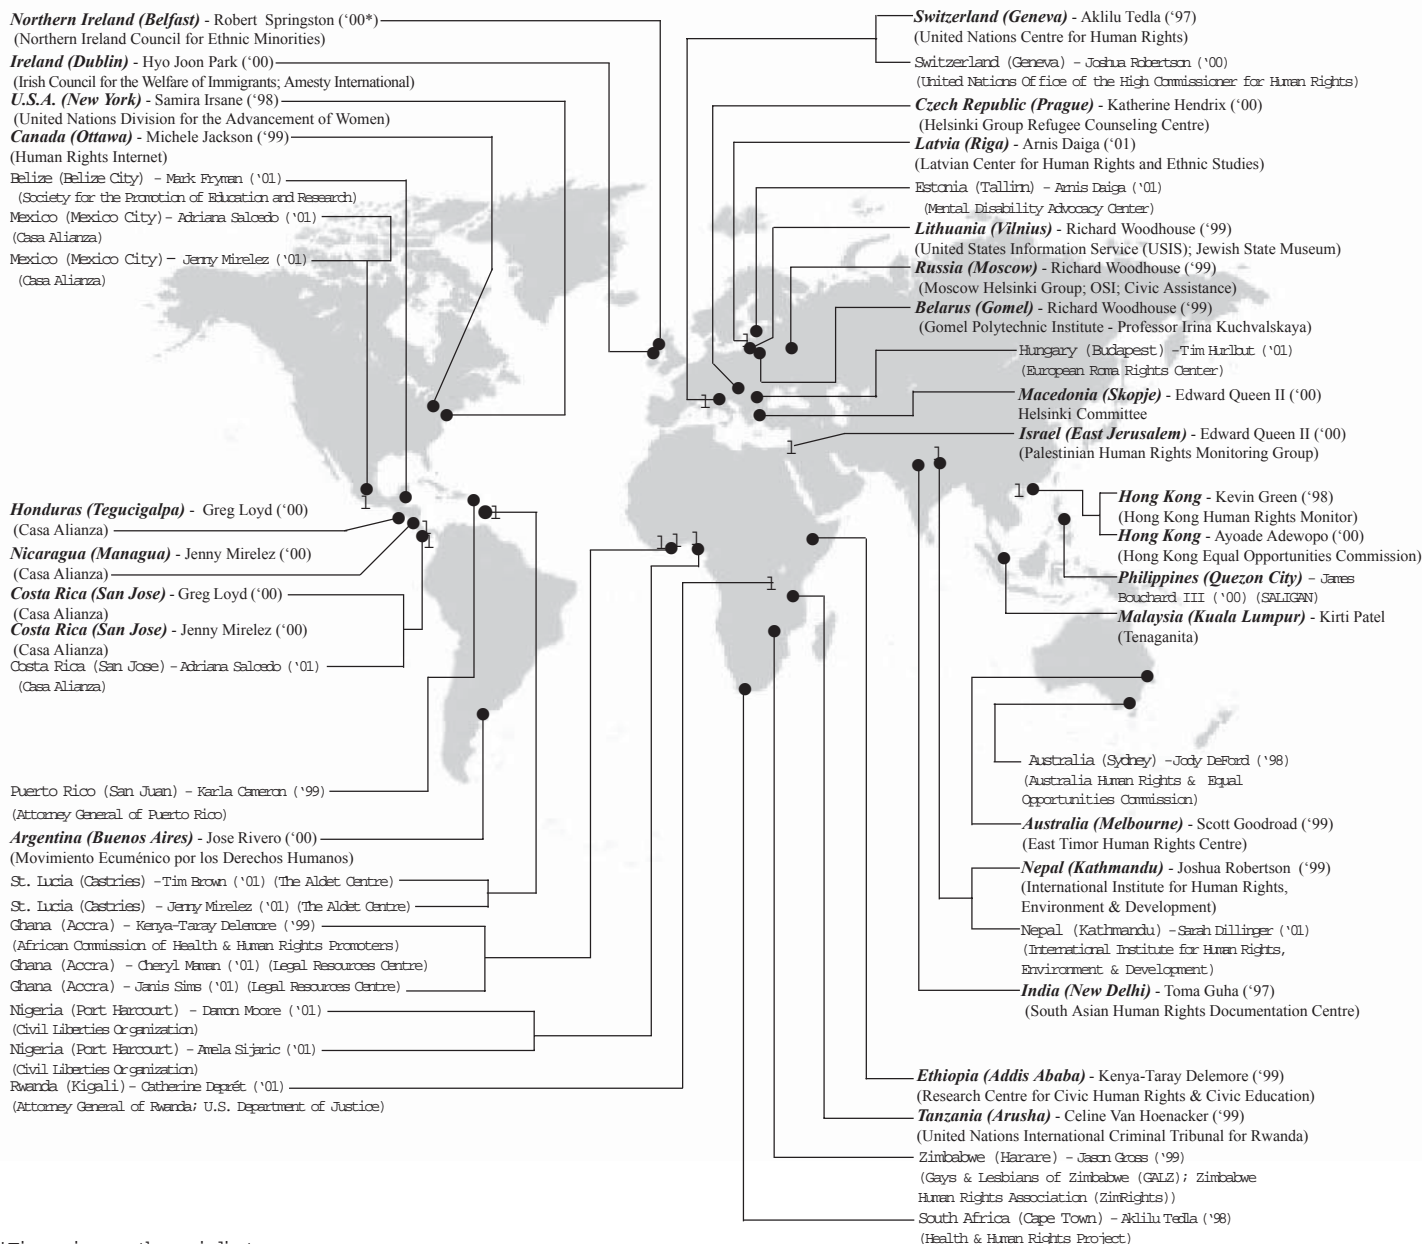 Northern Ireland (Belfast) - Robert Springston (‘00*)
(Northern Ireland Council for Ethnic Minorities)
Ireland (Dublin) - Hyo Joon Park (‘00)
(Irish Council for the Welfare of Immigrants; Amesty International)
U.S.A. (New York) - Samira Irsane (‘98)
(United Nations Division for the Advancement of Women)
Canada (Ottawa) - Michele Jackson (‘99)
(Human Rights Internet)
Belize (Belize City) - Mark Fryman (‘01)
(Society for the Promotion of Education and Research)
Mexico (Mexico City) - Adriana Salcedo (‘01)
(Casa Alianza)
Mexico (Mexico City) - Jenny Mirelez (‘01)
(Casa Alianza)
Honduras (Tegucigalpa) - Greg Loyd (‘00)
(Casa Alianza)
Nicaragua (Managua) - Jenny Mirelez (‘00)
(Casa Alianza)
Costa Rica (San Jose) - Greg Loyd (‘00)
(Casa Alianza)
Costa Rica (San Jose) - Jenny Mirelez (‘00)
(Casa Alianza)
Costa Rica (San Jose) - Adriana Salcedo (‘01)
(Casa Alianza)
Puerto Rico (San Juan) - Karla Cameron (‘99)
(Attorney General of Puerto Rico)
Argentina (Buenos Aires) - Jose Rivero (‘00)
(Movimiento Ecuménico por los Derechos Humanos)
St. Lucia (Castries) - Tim Brown (‘01) (The Aldet Centre)
St. Lucia (Castries) - Jenny Mirelez (‘01) (The Aldet Centre)
Ghana (Accra) - Kenya-Taray Delemore (‘99)
(African Commission of Health & Human Rights Promoters)
Ghana (Accra) - Cheryl Maman (‘01) (Legal Resources Centre)
Ghana (Accra) - Janis Sims (‘01) (Legal Resources Centre)
Nigeria (Port Harcourt) - Damon Moore (‘01)
(Civil Liberties Organization)
Nigeria (Port Harcourt) - Amela Sijaric (‘01)
(Civil Liberties Organization)
Rwanda (Kigali) - Catherine Deprét (‘01)
(Attorney General of Rwanda; U.S. Department of Justice)
Switzerland (Geneva) - Aklilu Tedla (‘97)
(United Nations Centre for Human Rights)
Switzerland (Geneva) - Joshua Robertson (‘00)
(United Nations Office of the High Commissioner for Human Rights)
Czech Republic (Prague) - Katherine Hendrix (‘00)
(Helsinki Group Refugee Counseling Centre)
Latvia (Riga) - Arnis Daiga (‘01)
(Latvian Center for Human Rights and Ethnic Studies)
Estonia (Tallinn) - Arnis Daiga (‘01)
(Mental Disability Advocacy Center)
Lithuania (Vilnius) - Richard Woodhouse (‘99)
(United States Information Service (USIS); Jewish State Museum)
Russia (Moscow) - Richard Woodhouse (‘99)
(Moscow Helsinki Group; OSI; Civic Assistance)
Belarus (Gomel) - Richard Woodhouse (‘99)
(Gomel Polytechnic Institute - Professor Irina Kuchvalskaya)
Hungary (Budapest) -Tim Hurlbut (‘01)
(European Roma Rights Center)
Macedonia (Skopje) - Edward Queen II (‘00)
Helsinki Committee
Israel (East Jerusalem) - Edward Queen II (‘00)
(Palestinian Human Rights Monitoring Group)
Hong Kong - Kevin Green (‘98)
(Hong Kong Human Rights Monitor)
Hong Kong - Ayoade Adewopo (‘00)
(Hong Kong Equal Opportunities Commission)
Philippines (Quezon City) - James
Bouchard III (‘00) (SALIGAN)
Malaysia (Kuala Lumpur) - Kirti Patel
(Tenaganita)
Australia (Sydney) -Jody DeFord (‘98)
(Australia Human Rights & Equal
Opportunities Commission)
Australia (Melbourne) - Scott Goodroad (‘99)
(East Timor Human Rights Centre)
Nepal (Kathmandu) - Joshua Robertson (‘99)
(International Institute for Human Rights,
Environment & Development)
Nepal (Kathmandu) -Sarah Dillinger (‘01)
(International Institute for Human Rights,
Environment & Development)
India (New Delhi) - Toma Guha (‘97)
(South Asian Human Rights Documentation Centre)
Ethiopia (Addis Ababa) - Kenya-Taray Delemore (‘99)
(Research Centre for Civic Human Rights & Civic Education)
Tanzania (Arusha) - Celine Van Hoenacker (‘99)
(United Nations International Criminal Tribunal for Rwanda)
Zimbabwe (Harare) - Jason Gross (‘99)
(Gays & Lesbians of Zimbabwe (GALZ); Zimbabwe
Human Rights Association (ZimRights))
South Africa (Cape Town) - Aklilu Tedla (‘98)
(Health & Human Rights Project)